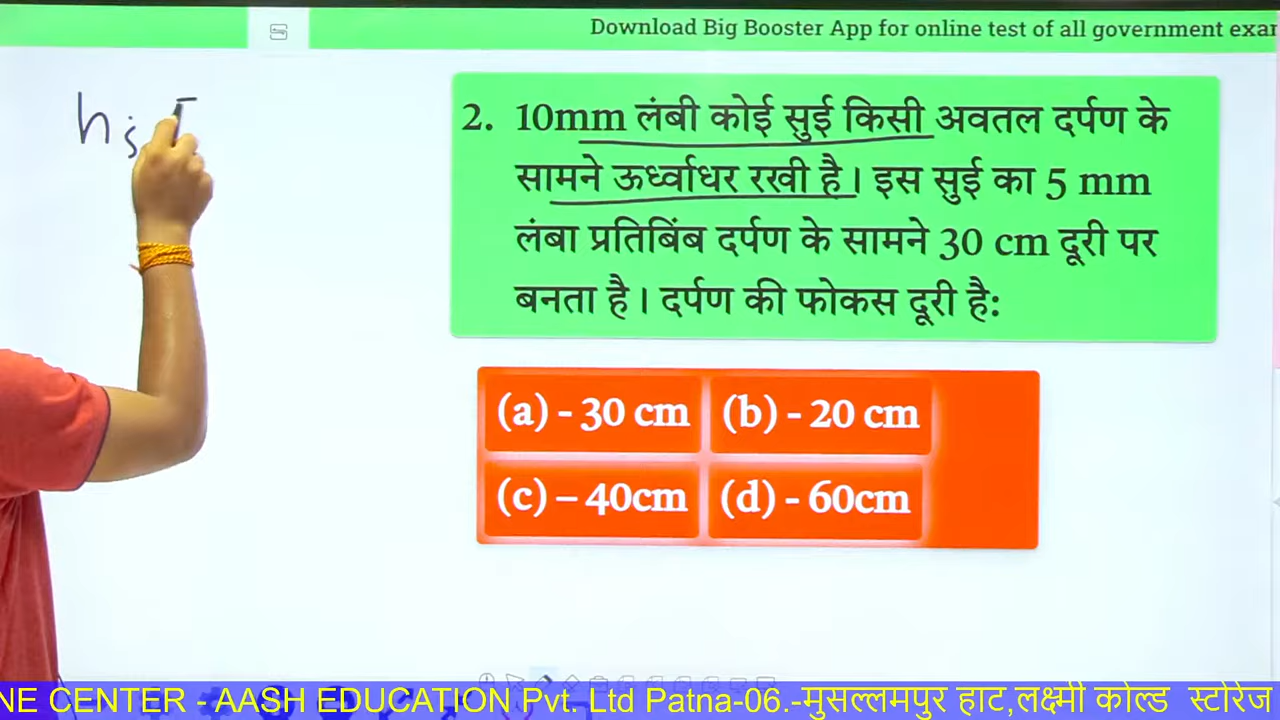 Download Big Booster App for online test of all government exar
h i
2. 10mm लंबी कोई सुई किसी अवतल दर्पण के
सामने ऊर्ध्वाधर रखी है। इस सुई का 5 mm
लंबा प्रतिबिंब दर्पण के सामने 30 cm दूरी पर
बनता है। दर्पण की फोकस दूरी है:
(a) - 30 cm (b) - 20 cm
(c) – 40cm (d) - 60cm
NE CENTER - AASH EDUCATION Pvt. Ltd Patna-06.-मुसल्लमपुर हाट,लक्ष्मी कोल्ड स्टोरेज